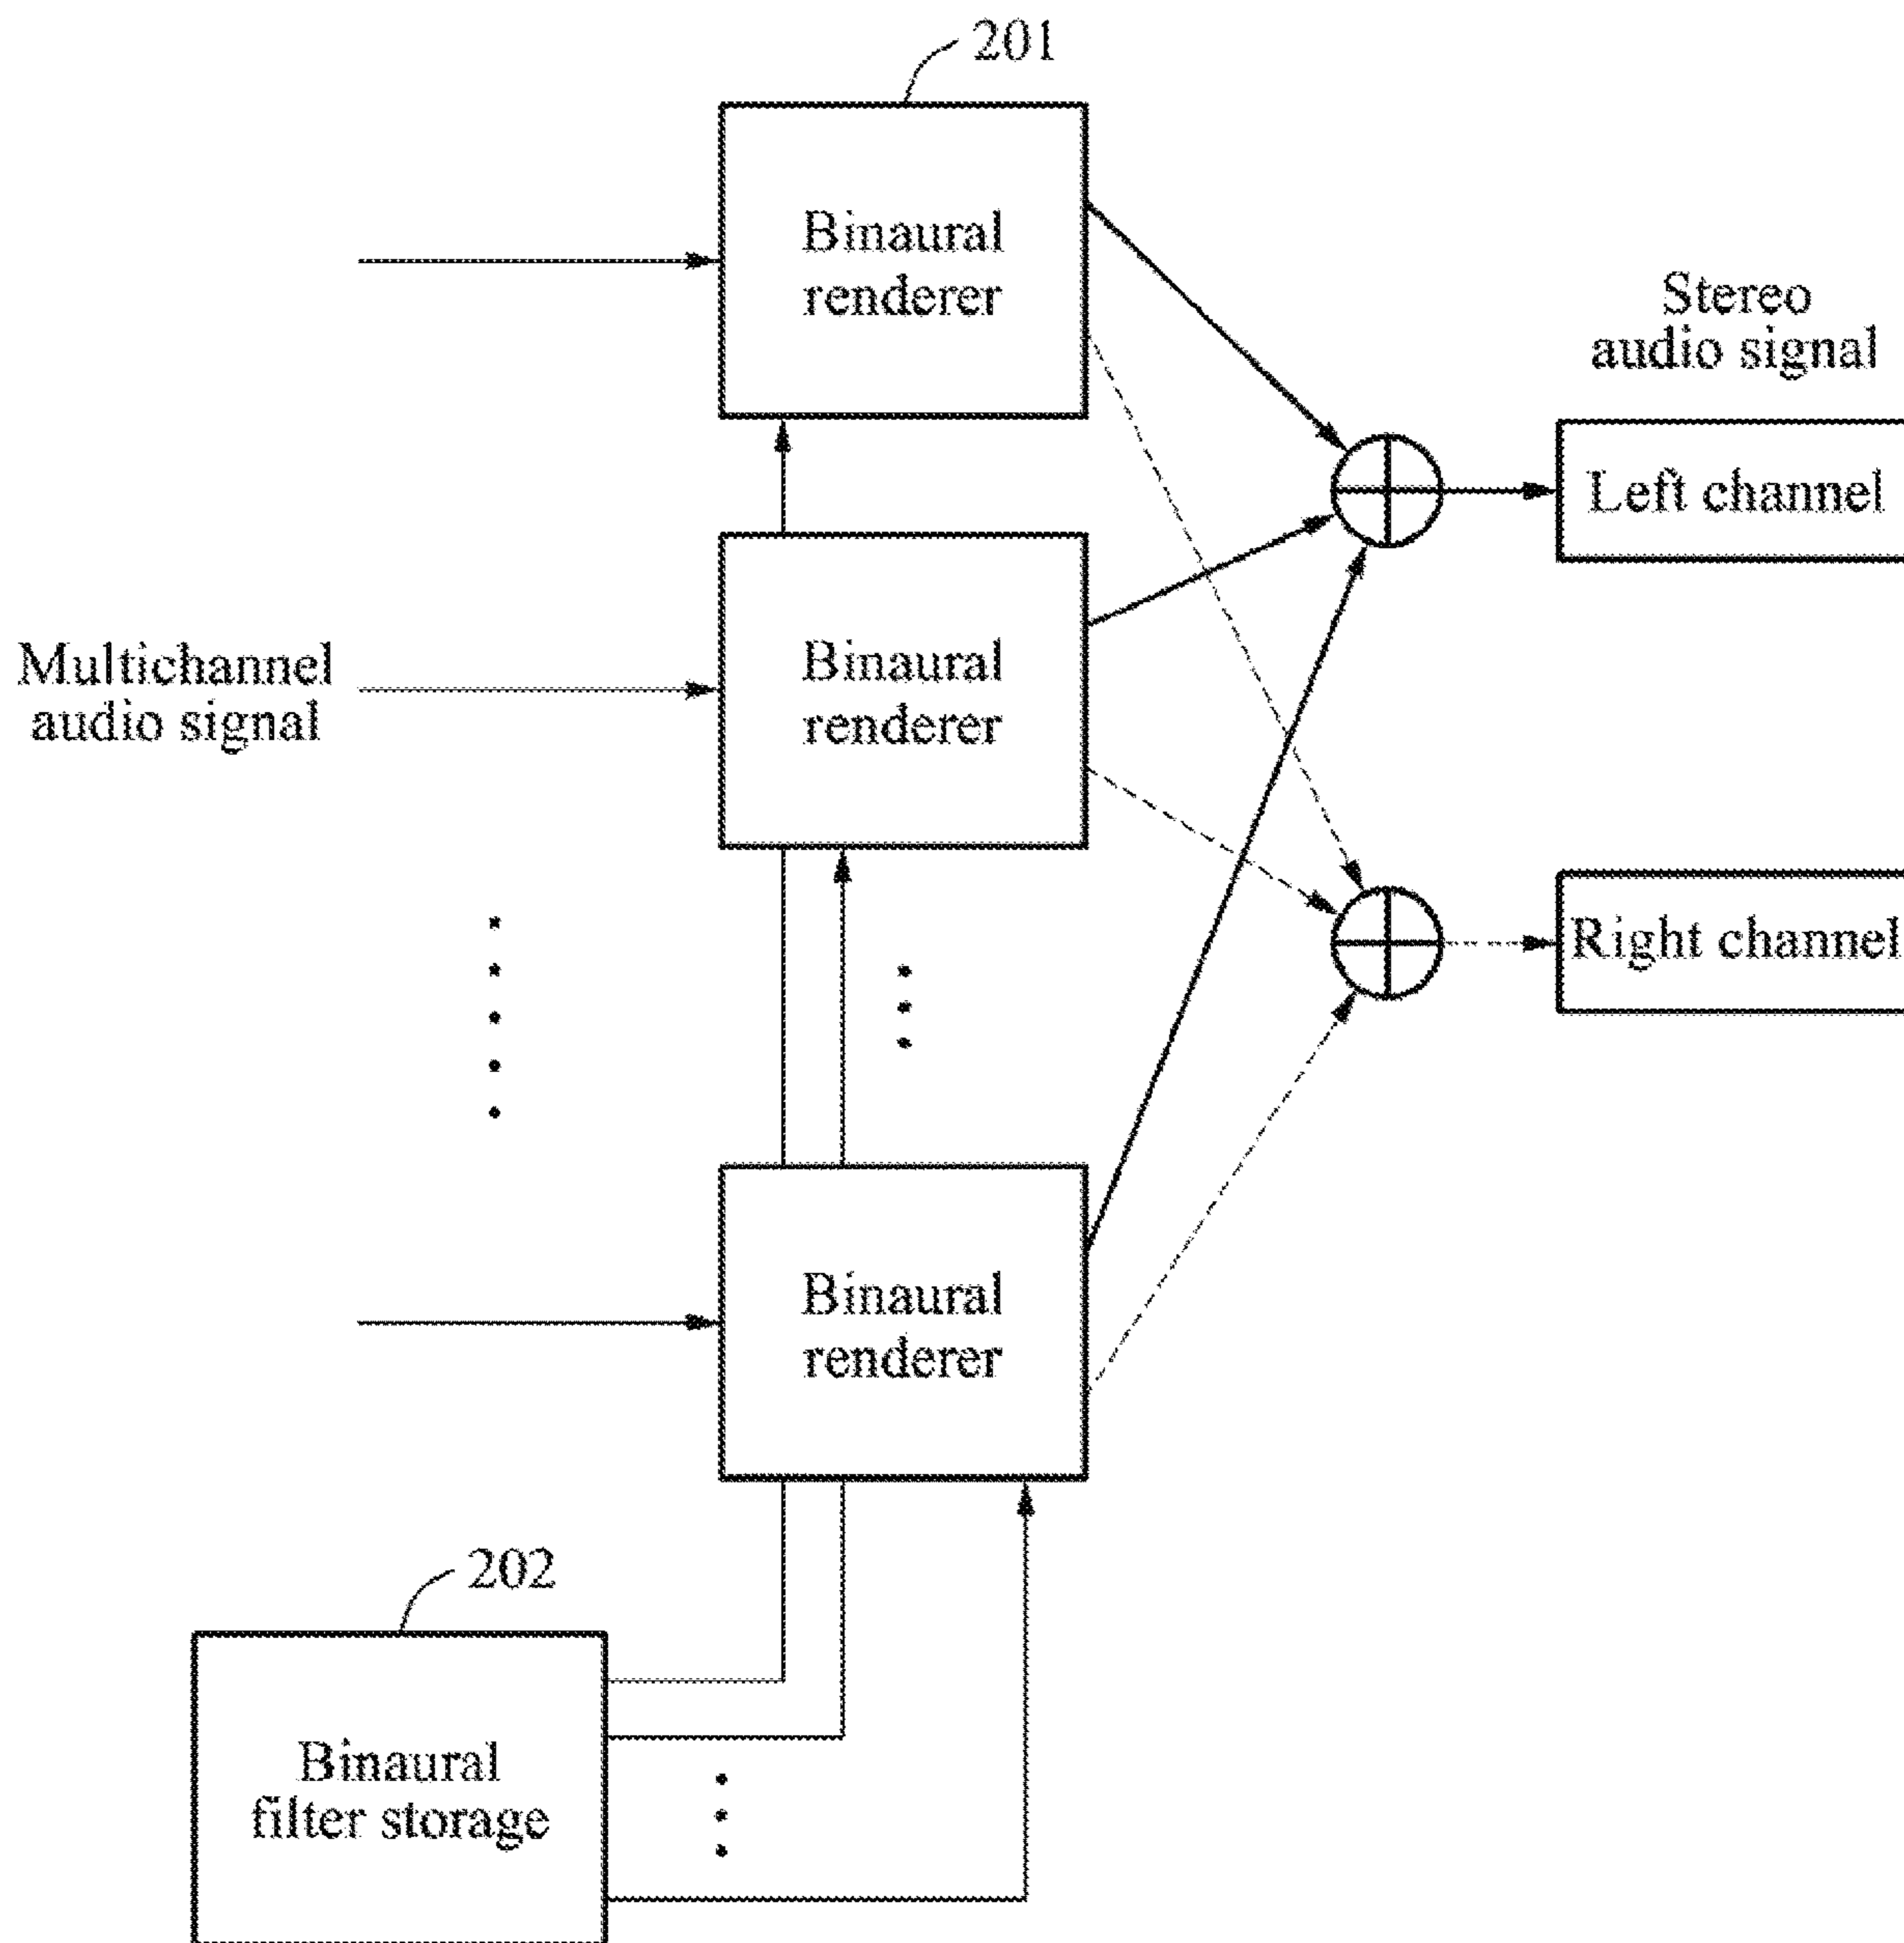 201
Binaural
renderer
Stereo
audio signal
Left channel
Multichannel
audio signal
Binaural
renderer
Right channel
Binaural
renderer
202
Binaural
filter storage